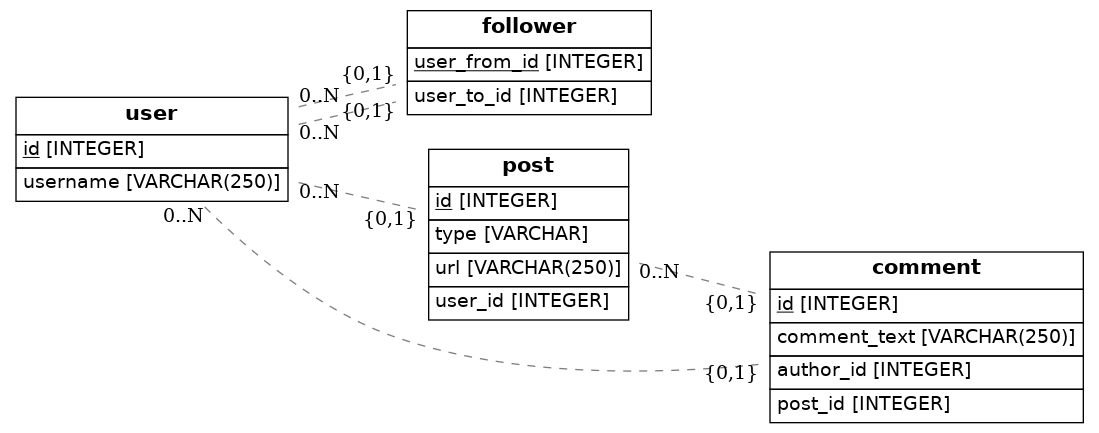 follower
user_from_id [INTEGER]
user_to_id [INTEGER]
{0,1}
0..N
{0,1}
0..N
user
id [INTEGER]
username [VARCHAR(250)]
0..N
0..N
{0,1}
post
id [INTEGER]
type [VARCHAR]
url [VARCHAR(250)]
user_id [INTEGER]
0..N
{0,1}
{0,1}
comment
id [INTEGER]
comment_text [VARCHAR(250)]
author_id [INTEGER]
post_id [INTEGER]